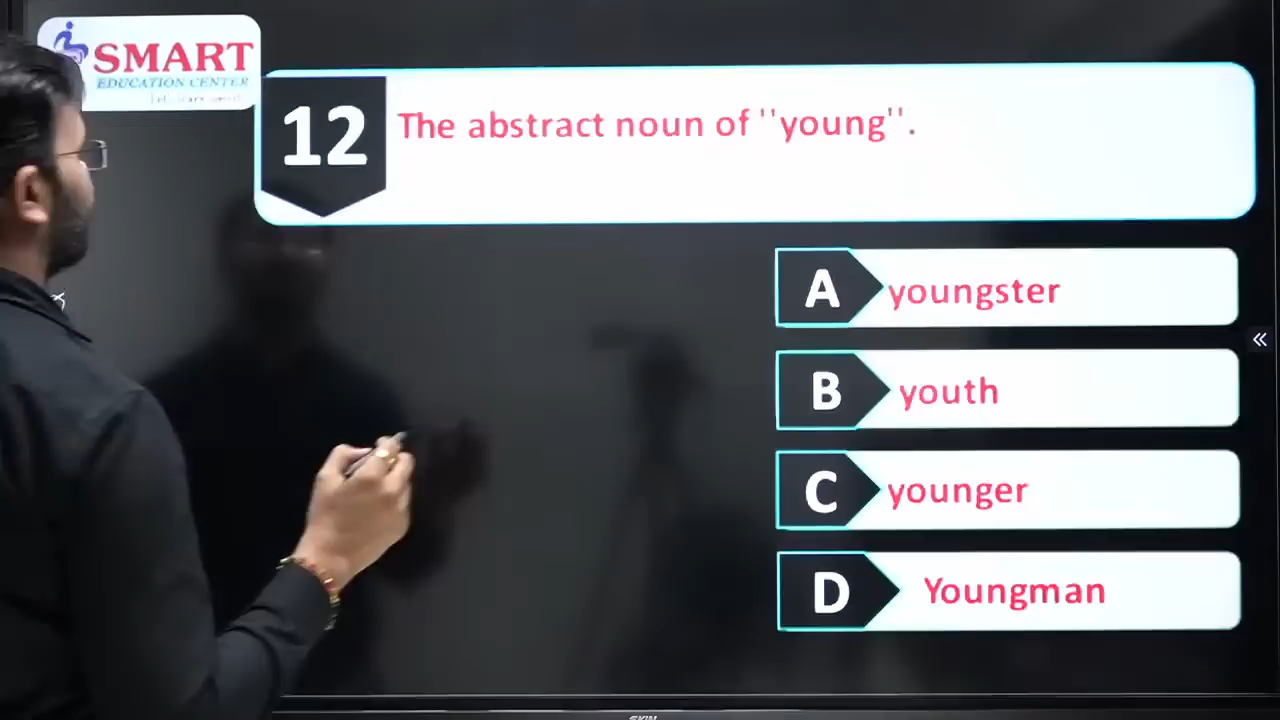 SMART
EDUCATION CENTER
12
The abstract noun of ''young''.
A
youngster
B
youth
C
younger
D
Youngman
«